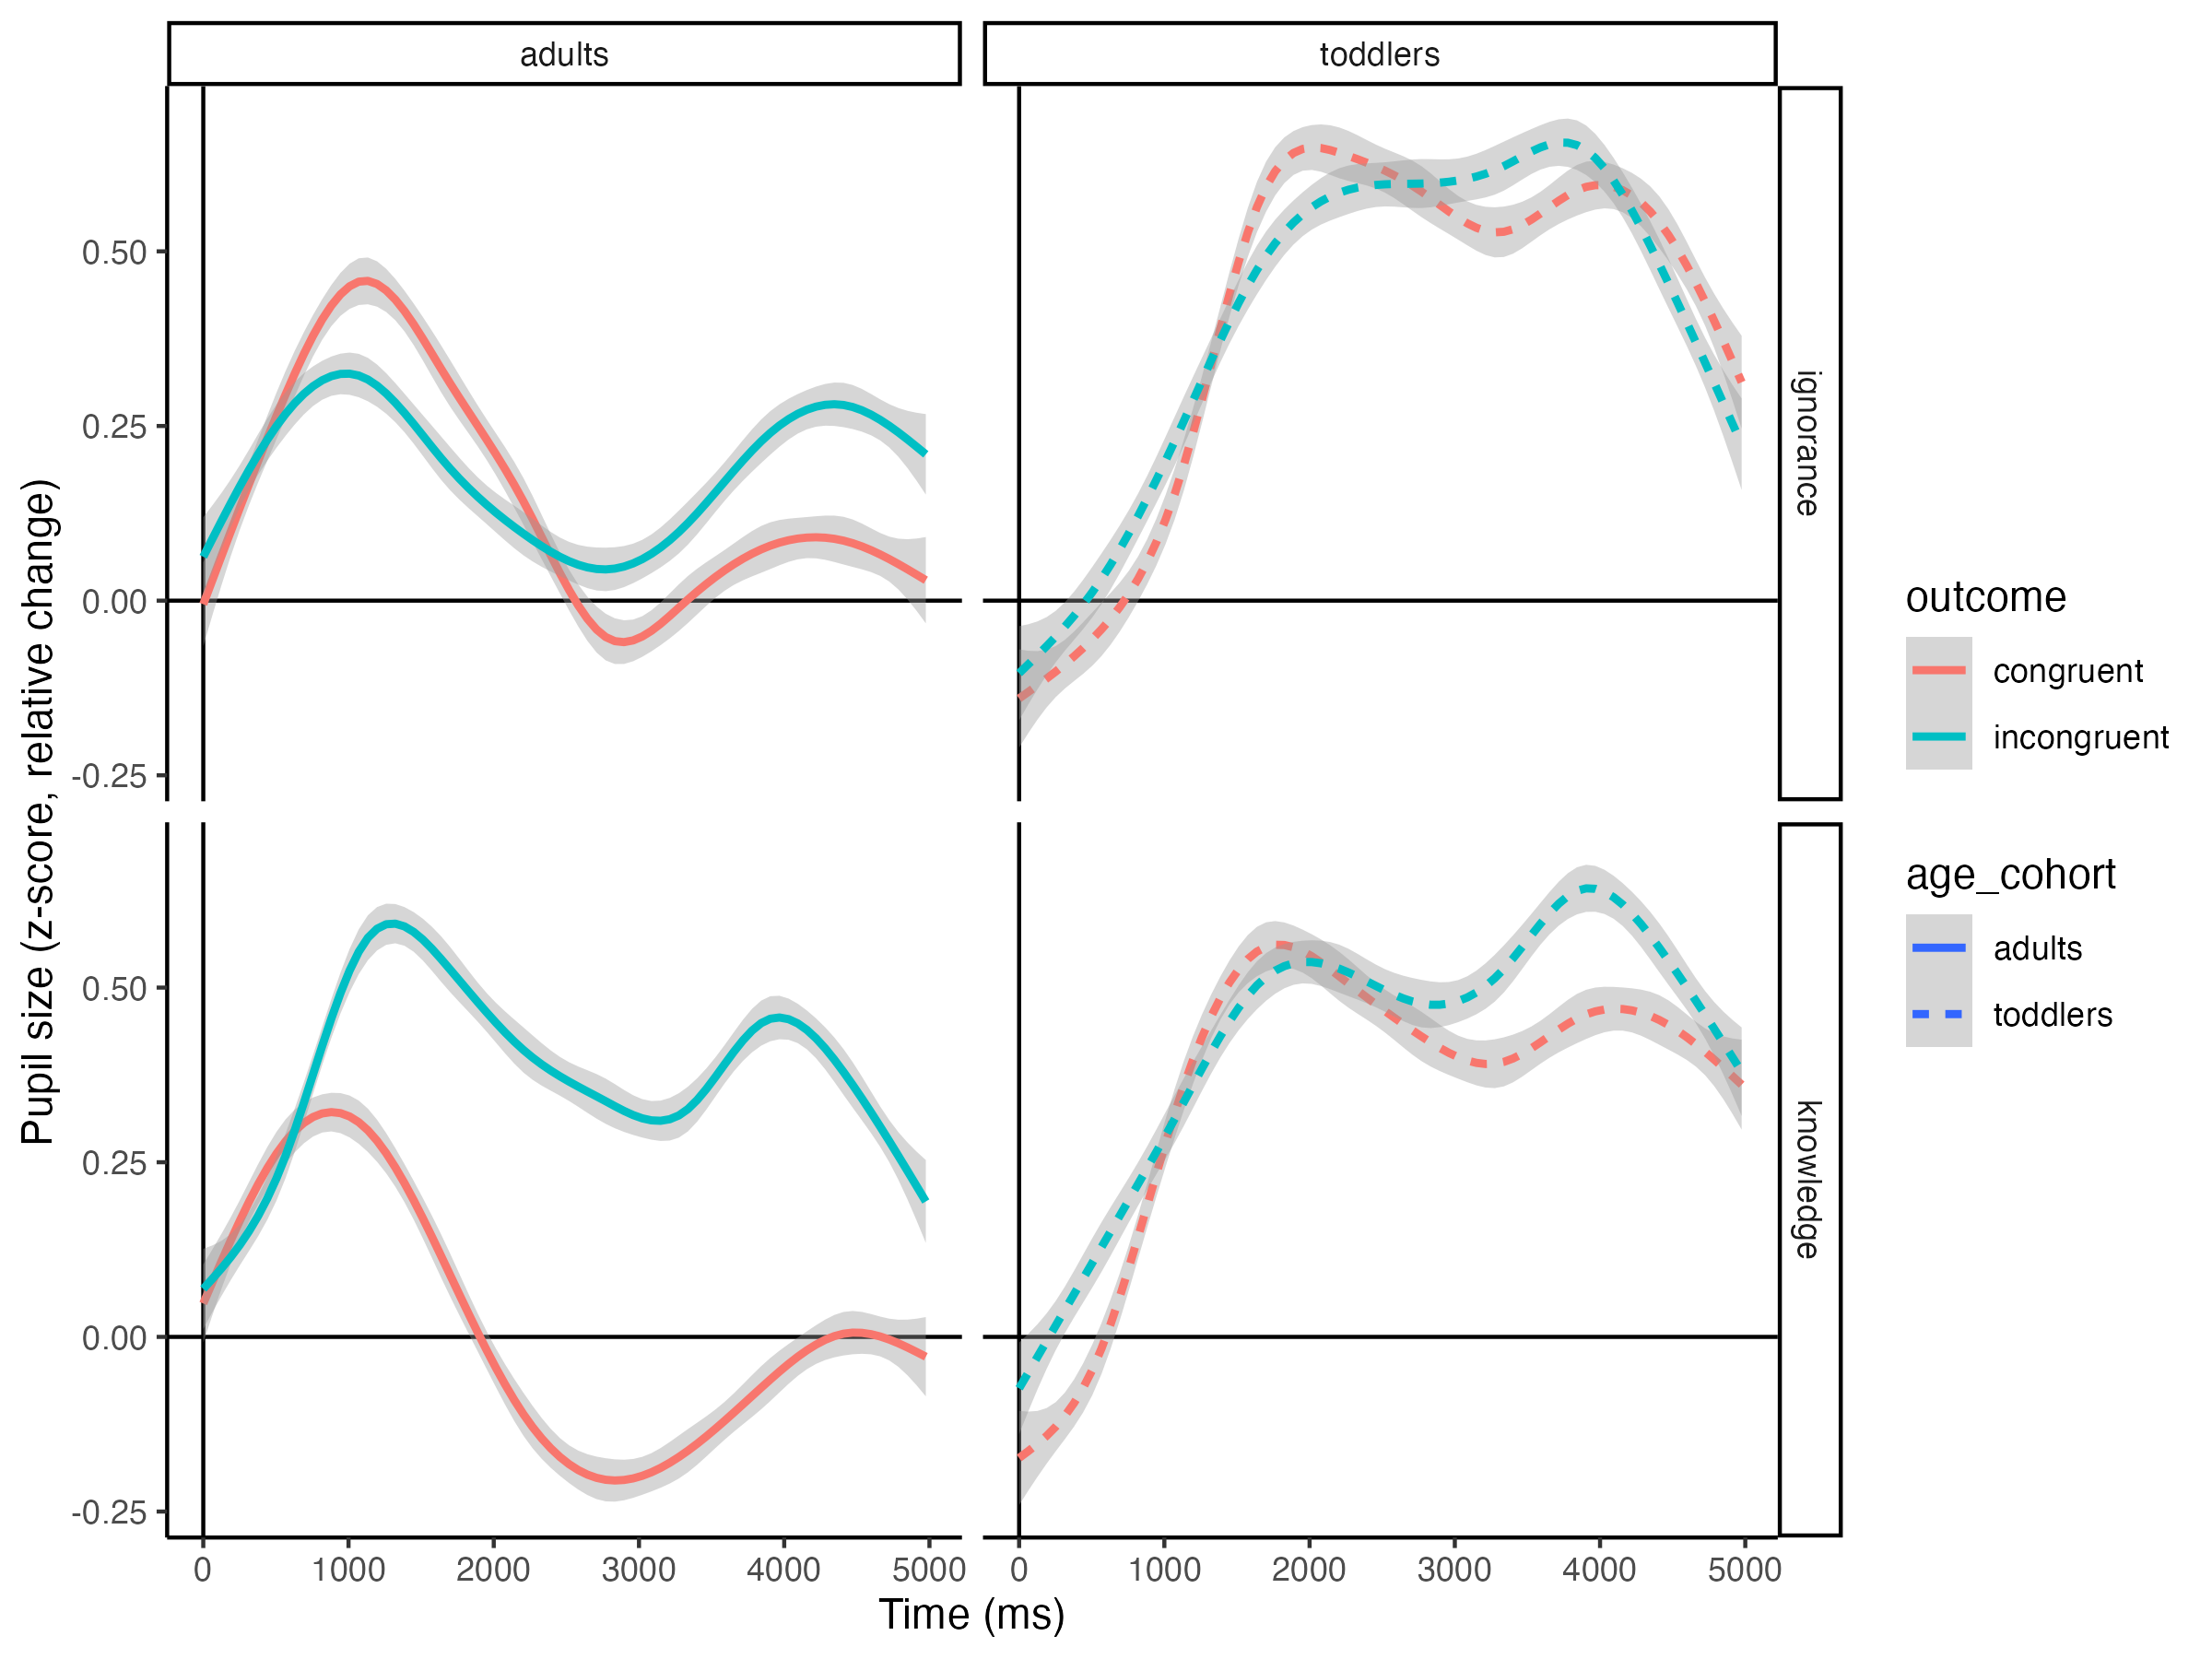 adults
toddlers
ignorance
knowledge
Pupil size (z-score, relative change)
0.50
0.25
0.00
-0.25
0.50
0.25
0.00
-0.25
0 1000 2000 3000 4000 5000
0 1000 2000 3000 4000 5000
Time (ms)
outcome
congruent
incongruent
age_cohort
adults
toddlers